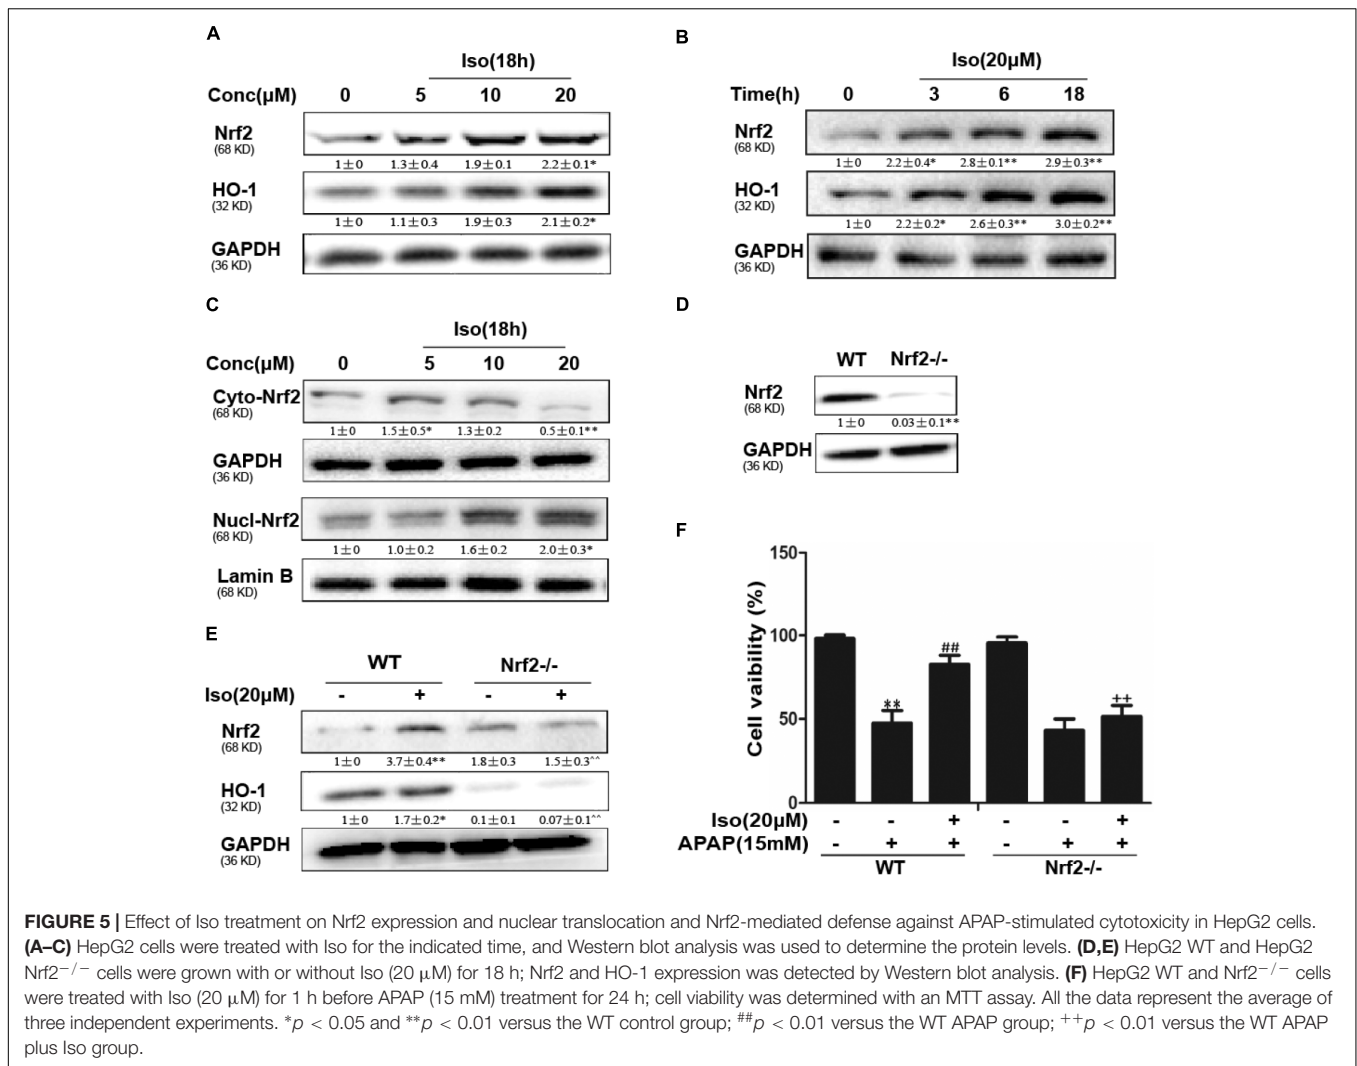 A
Iso(18h)
Conc(µM) 0 5 10 20
Nrf2
(68 KD)
1±0 1.3±0.4 1.9±0.1 2.2±0.1*
HO-1
(32 KD)
1±0 1.1±0.3 1.9±0.3 2.1±0.2*
GAPDH
(36 KD)
B
Iso(20µM)
Time(h) 0 3 6 18
Nrf2
(68 KD)
1±0 2.2±0.4* 2.8±0.1** 2.9±0.3**
HO-1
(32 KD)
1±0 2.2±0.2* 2.6±0.3** 3.0±0.2**
GAPDH
(36 KD)
C
Iso(18h)
Conc(µM) 0 5 10 20
Cyto-Nrf2
(68 KD)
1±0 1.5±0.5* 1.3±0.2 0.5±0.1**
GAPDH
(36 KD)
Nucl-Nrf2
(68 KD)
1±0 1.0±0.2 1.6±0.2 2.0±0.3*
Lamin B
(68 KD)
D
WT Nrf2-/-
Nrf2
(68 KD)
1±0 0.03±0.1**
GAPDH
(36 KD)
E
WT Nrf2-/-
Iso(20µM) - + - +
Nrf2
(68 KD)
1±0 3.7±0.4** 1.8±0.3 1.5±0.3^^
HO-1
(32 KD)
1±0 1.7±0.2* 0.1±0.1 0.07±0.1^^
GAPDH
(36 KD)
F
Cell vaibility (%)
150
100
50
0
** ## ++
Iso(20µM) - - + - - +
APAP(15mM) - + + - + +
WT Nrf2-/-
FIGURE 5 | Effect of Iso treatment on Nrf2 expression and nuclear translocation and Nrf2-mediated defense against APAP-stimulated cytotoxicity in HepG2 cells.
(A–C) HepG2 cells were treated with Iso for the indicated time, and Western blot analysis was used to determine the protein levels. (D,E) HepG2 WT and HepG2
Nrf2−/− cells were grown with or without Iso (20 µM) for 18 h; Nrf2 and HO-1 expression was detected by Western blot analysis. (F) HepG2 WT and Nrf2−/− cells
were treated with Iso (20 µM) for 1 h before APAP (15 mM) treatment for 24 h; cell viability was determined with an MTT assay. All the data represent the average of
three independent experiments. *p < 0.05 and **p < 0.01 versus the WT control group; ##p < 0.01 versus the WT APAP group; ++p < 0.01 versus the WT APAP
plus Iso group.